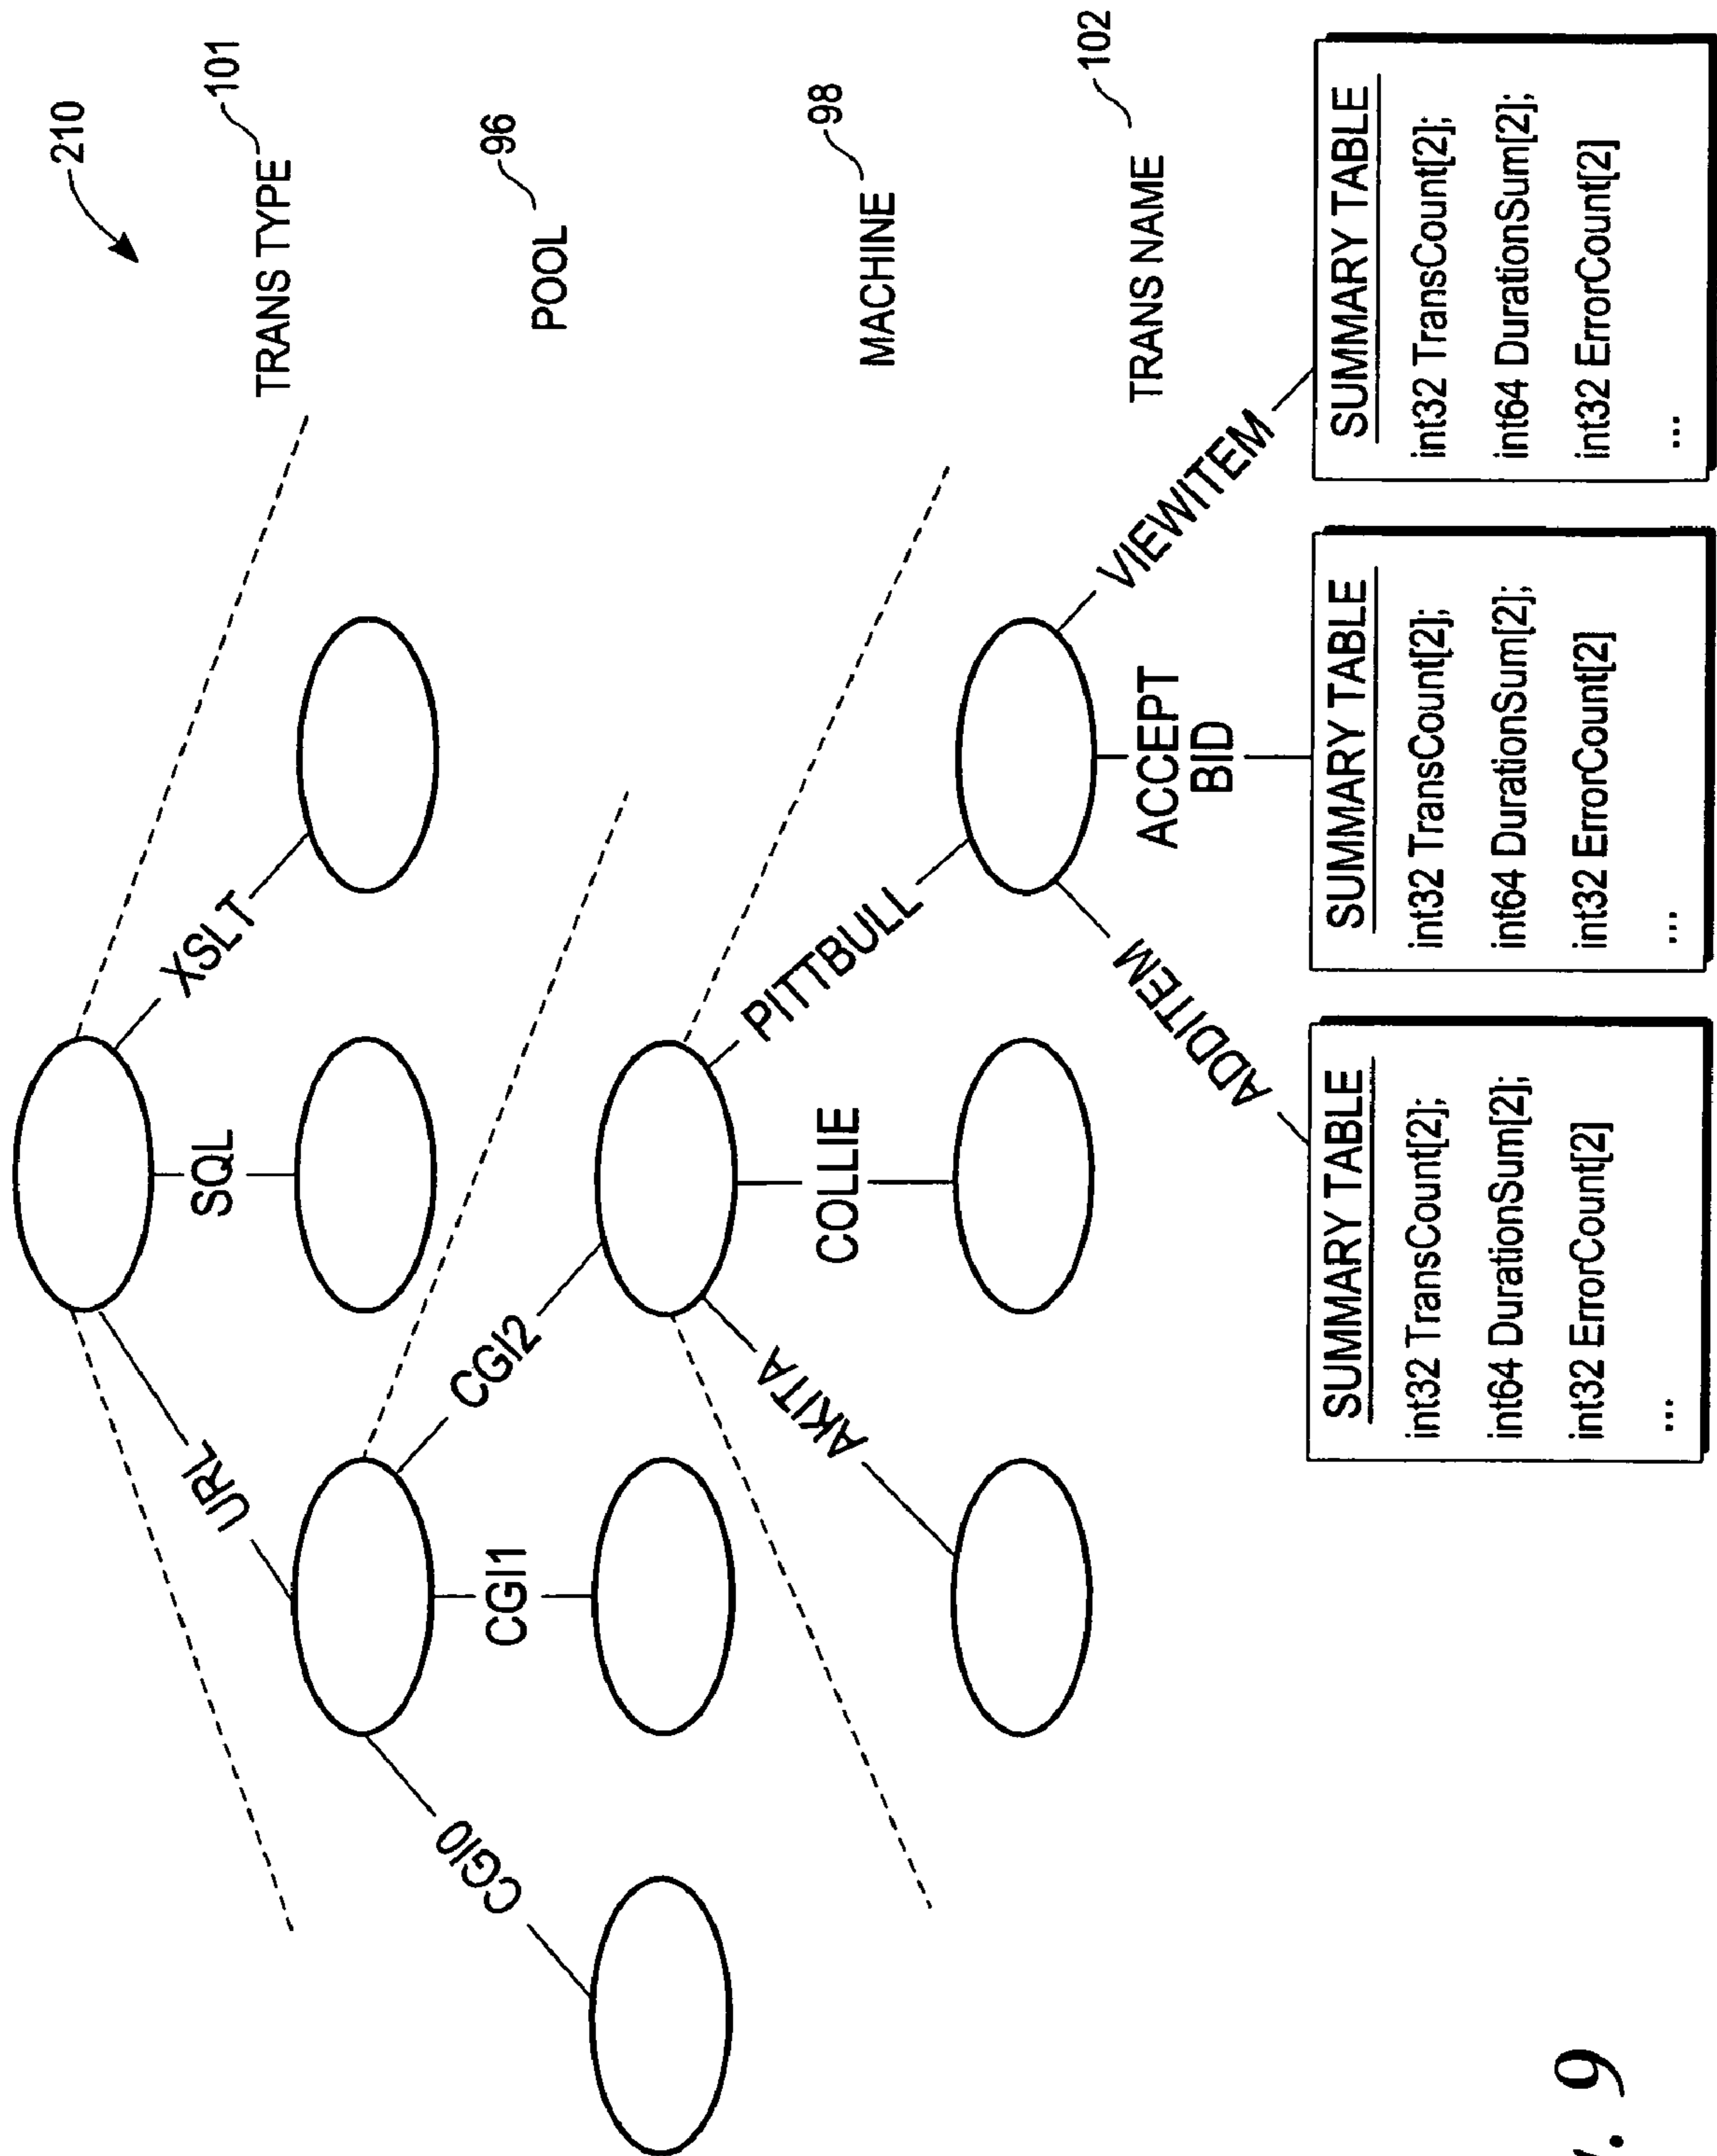 210
TRANS TYPE 101
URL
SQL
XSLT
POOL 96
CGI0
CGI1
CGI2
MACHINE 98
AKITA
COLLIE
PITTBULL
TRANS NAME 102
ADDITEM
ACCEPT
BID
VIEWITEM
SUMMARY TABLE
int32 TransCount[2];
int64 DurationSum[2];
int32 ErrorCount[2]
...
SUMMARY TABLE
int32 TransCount[2];
int64 DurationSum[2];
int32 ErrorCount[2]
...
SUMMARY TABLE
int32 TransCount[2];
int64 DurationSum[2];
int32 ErrorCount[2]
...
. 9